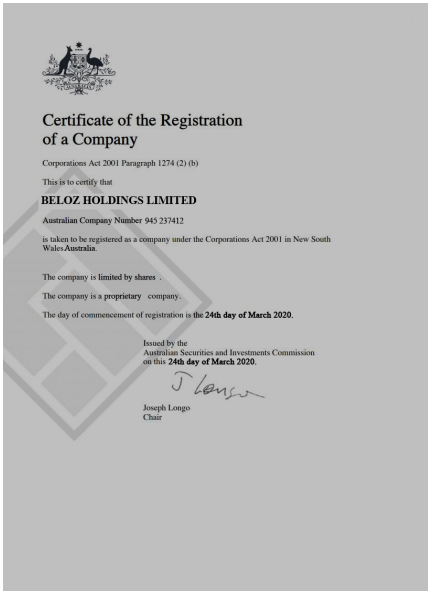 Certificate of the Registration
of a Company
Corporations Act 2001 Paragraph 1274 (2) (b)
This is to certify that
BELOZ HOLDINGS LIMITED
Australian Company Number 945 237412
is taken to be registered as a company under the Corporations Act 2001 in New South
Wales Australia.
The company is limited by shares .
The company is a proprietary company.
The day of commencement of registration is the 24th day of March 2020.
Issued by the
Australian Securities and Investments Commission
on this 24th day of March 2020.
J Longo
Joseph Longo
Chair